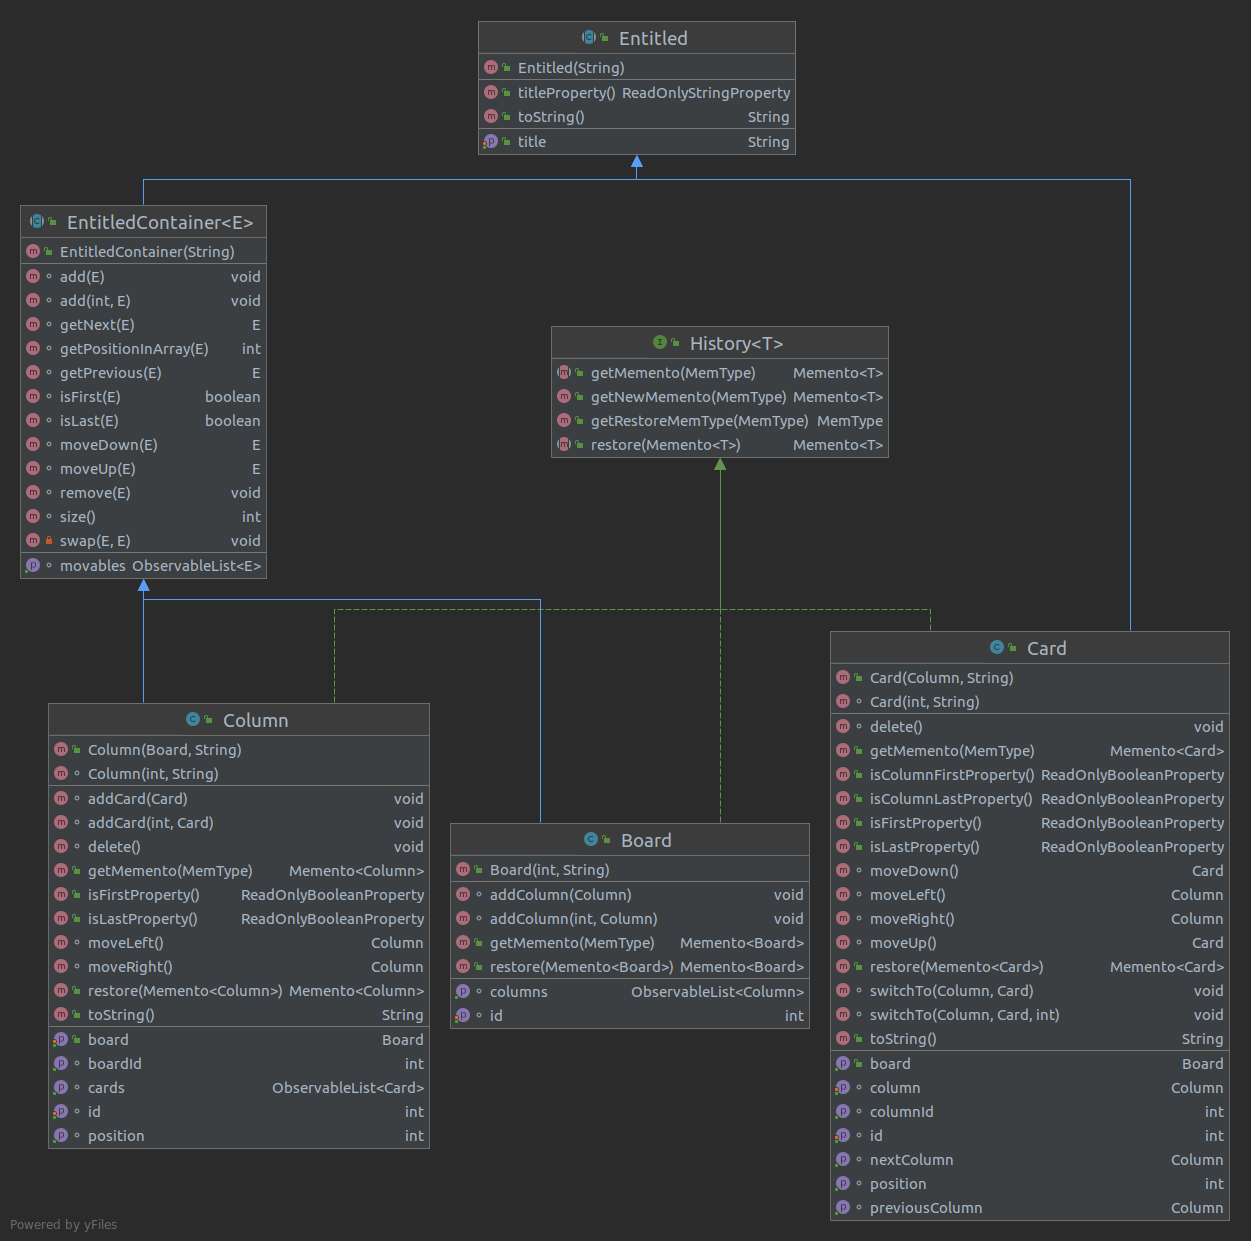 Entitled
Entitled(String)
titleProperty() ReadOnlyStringProperty
toString() String
title String
EntitledContainer<E>
EntitledContainer(String)
add(E) void
add(int, E) void
getNext(E) E
getPositionInArray(E) int
getPrevious(E) E
isFirst(E) boolean
isLast(E) boolean
moveDown(E) E
moveUp(E) E
remove(E) void
size() int
swap(E, E) void
movables ObservableList<E>
History<T>
getMemento(MemType) Memento<T>
getNewMemento(MemType) Memento<T>
getRestoreMemType(MemType) MemType
restore(Memento<T>) Memento<T>
Column
Column(Board, String)
Column(int, String)
addCard(Card) void
addCard(int, Card) void
delete() void
getMemento(MemType) Memento<Column>
isFirstProperty() ReadOnlyBooleanProperty
isLastProperty() ReadOnlyBooleanProperty
moveLeft() Column
moveRight() Column
restore(Memento<Column>) Memento<Column>
toString() String
board Board
boardId int
cards ObservableList<Card>
id int
position int
Board
Board(int, String)
addColumn(Column) void
addColumn(int, Column) void
getMemento(MemType) Memento<Board>
restore(Memento<Board>) Memento<Board>
columns ObservableList<Column>
id int
Card
Card(Column, String)
Card(int, String)
delete() void
getMemento(MemType) Memento<Card>
isColumnFirstProperty() ReadOnlyBooleanProperty
isColumnLastProperty() ReadOnlyBooleanProperty
isFirstProperty() ReadOnlyBooleanProperty
isLastProperty() ReadOnlyBooleanProperty
moveDown() Card
moveLeft() Column
moveRight() Column
moveUp() Card
restore(Memento<Card>) Memento<Card>
switchTo(Column, Card) void
switchTo(Column, Card, int) void
toString() String
board Board
column Column
columnId int
id int
nextColumn Column
position int
previousColumn Column
Powered by yFiles